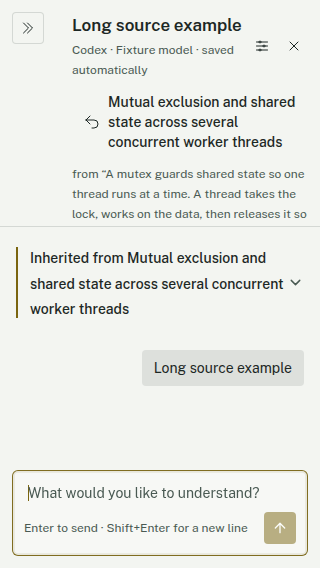 Long source example
Codex · Fixture model · saved
automatically
Mutual exclusion and shared
state across several
concurrent worker threads
from “A mutex guards shared state so one
thread runs at a time. A thread takes the
lock, works on the data, then releases it so
Inherited from Mutual exclusion and
shared state across several concurrent
worker threads
Long source example
What would you like to understand?
Enter to send · Shift+Enter for a new line